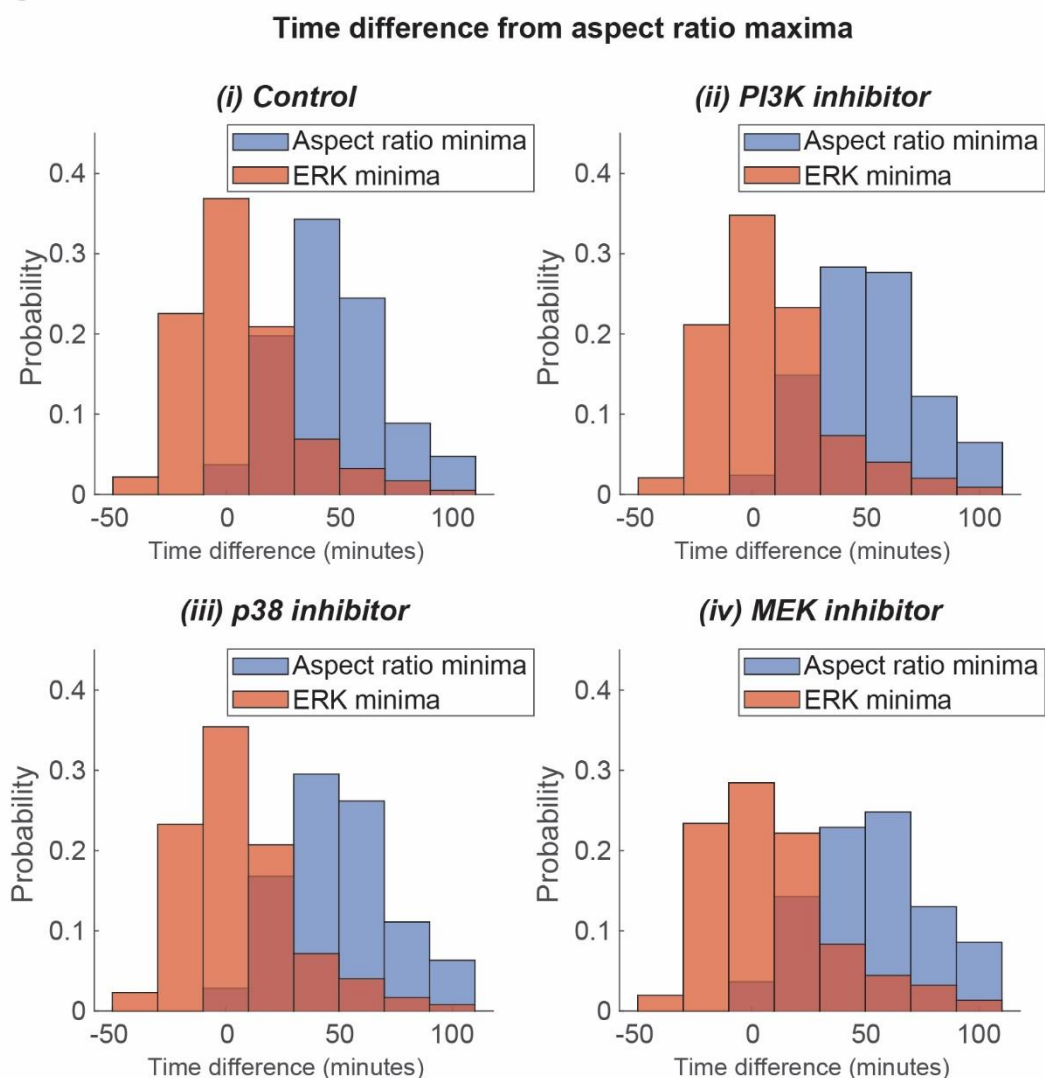 Time difference from aspect ratio maxima
(i) Control
Aspect ratio minima
ERK minima
0.4
0.3
0.2
0.1
0
Probability
-50
0
50
100
Time difference (minutes)
(ii) PI3K inhibitor
Aspect ratio minima
ERK minima
0.4
0.3
0.2
0.1
0
Probability
-50
0
50
100
Time difference (minutes)
(iii) p38 inhibitor
Aspect ratio minima
ERK minima
0.4
0.3
0.2
0.1
0
Probability
-50
0
50
100
Time difference (minutes)
(iv) MEK inhibitor
Aspect ratio minima
ERK minima
0.4
0.3
0.2
0.1
0
Probability
-50
0
50
100
Time difference (minutes)